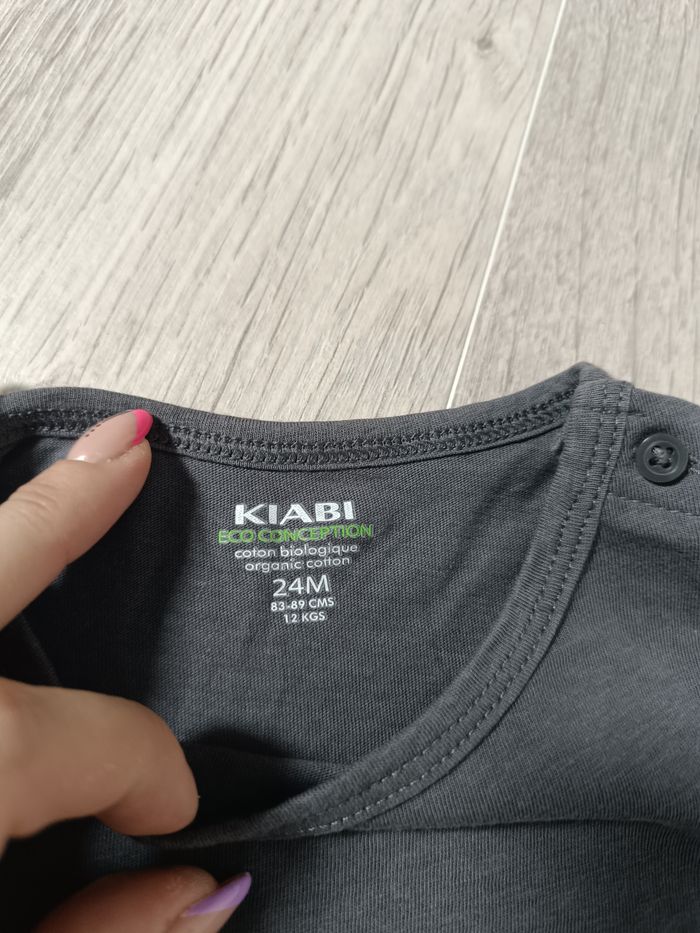 KIABI
ECO CONCEPTION
coton biologique
organic cotton
24M
83-89 CMS
12 KGS